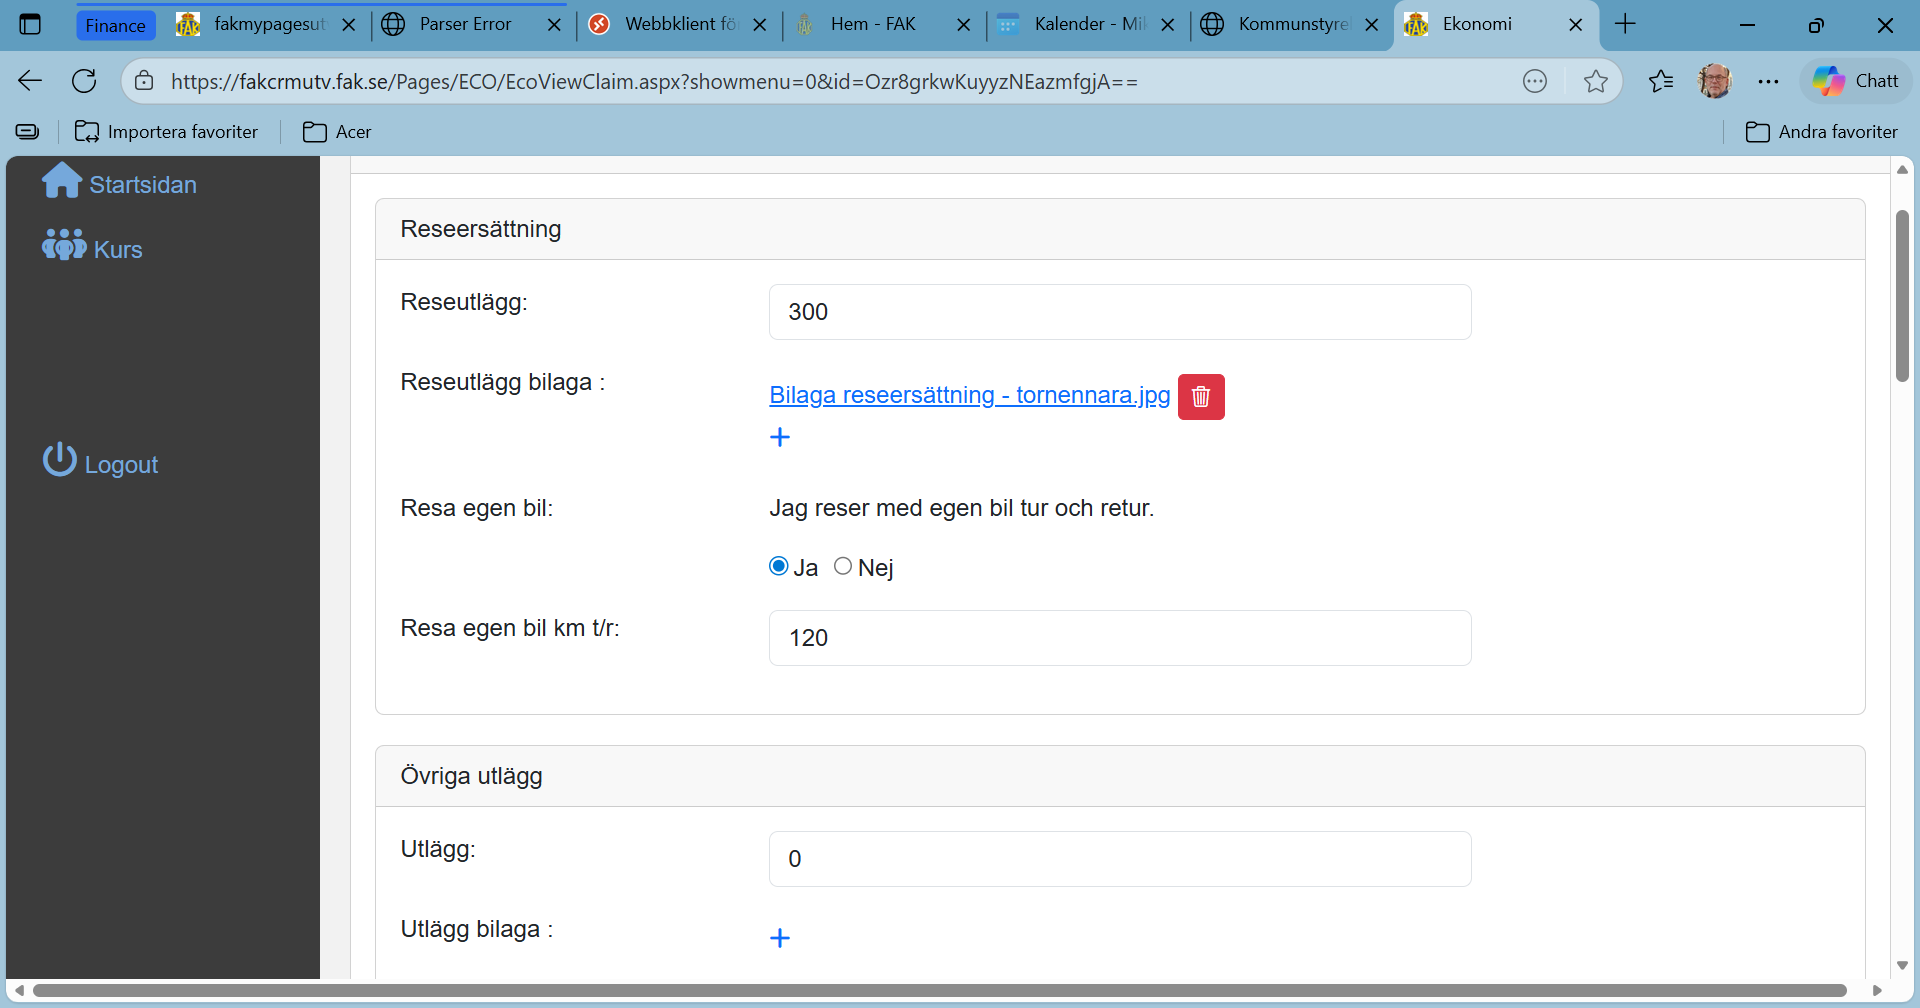 Finance
fakmypagesut
Parser Error
Webbklient fö
Hem - FAK
Kalender - Mi
Kommunstyre
Ekonomi
https://fakcrmutv.fak.se/Pages/ECO/EcoViewClaim.aspx?showmenu=0&id=Ozr8grkwKuyyzNEazmfgjA==
Chatt
Importera favoriter
Acer
Andra favoriter
Startsidan
Kurs
Logout
Reseersättning
Reseutlägg:
300
Reseutlägg bilaga :
Bilaga reseersättning - tornennara.jpg
+
Resa egen bil:
Jag reser med egen bil tur och retur.
Ja Nej
Resa egen bil km t/r:
120
Övriga utlägg
Utlägg:
0
Utlägg bilaga :
+